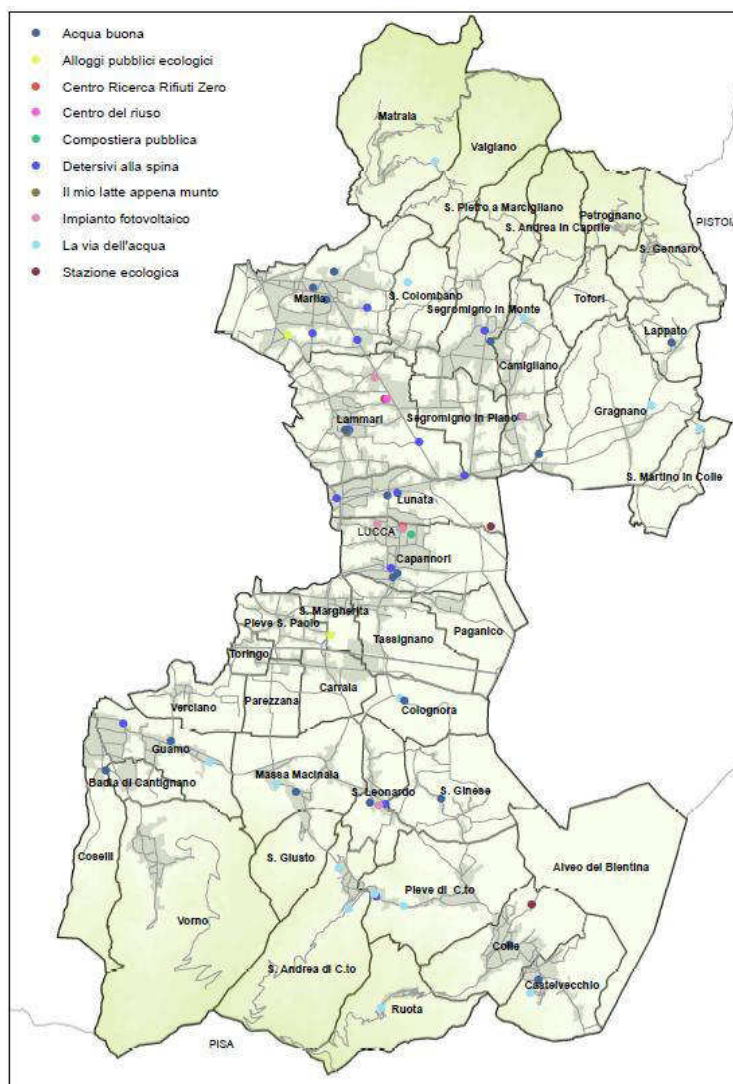 Acqua buona
Alloggi pubblici ecologici
Centro Ricerca Rifiuti Zero
Centro del riuso
Compostiera pubblica
Detersivi alla spina
Il mio latte appena munto
Impianto fotovoltaico
La via dell'acqua
Stazione ecologica
Matraia
Valgiano
S. Pietro a Marcigliano
S. Andrea in Caprile
Petrognano
PISTOIA
S. Gennaro
Marlia
S. Colombano
Segromigno in Monte
Tofori
Lappato
Camigliano
Gragnano
Lammari
Segromigno in Piano
S. Martino in Colle
Lunata
LUCCA
Capannori
S. Margherita
Pieve S. Paolo
Tassignano
Paganico
Toringo
Carraia
Verciano
Parezzana
Colognora
Guamo
Badia di Cantignano
Massa Macinaia
S. Leonardo
S. Ginese
Coselli
S. Giusto
Pieve di C.to
Alveo del Bientina
Vorno
Colle
S. Andrea di C.to
Castelvecchio
Ruota
PISA